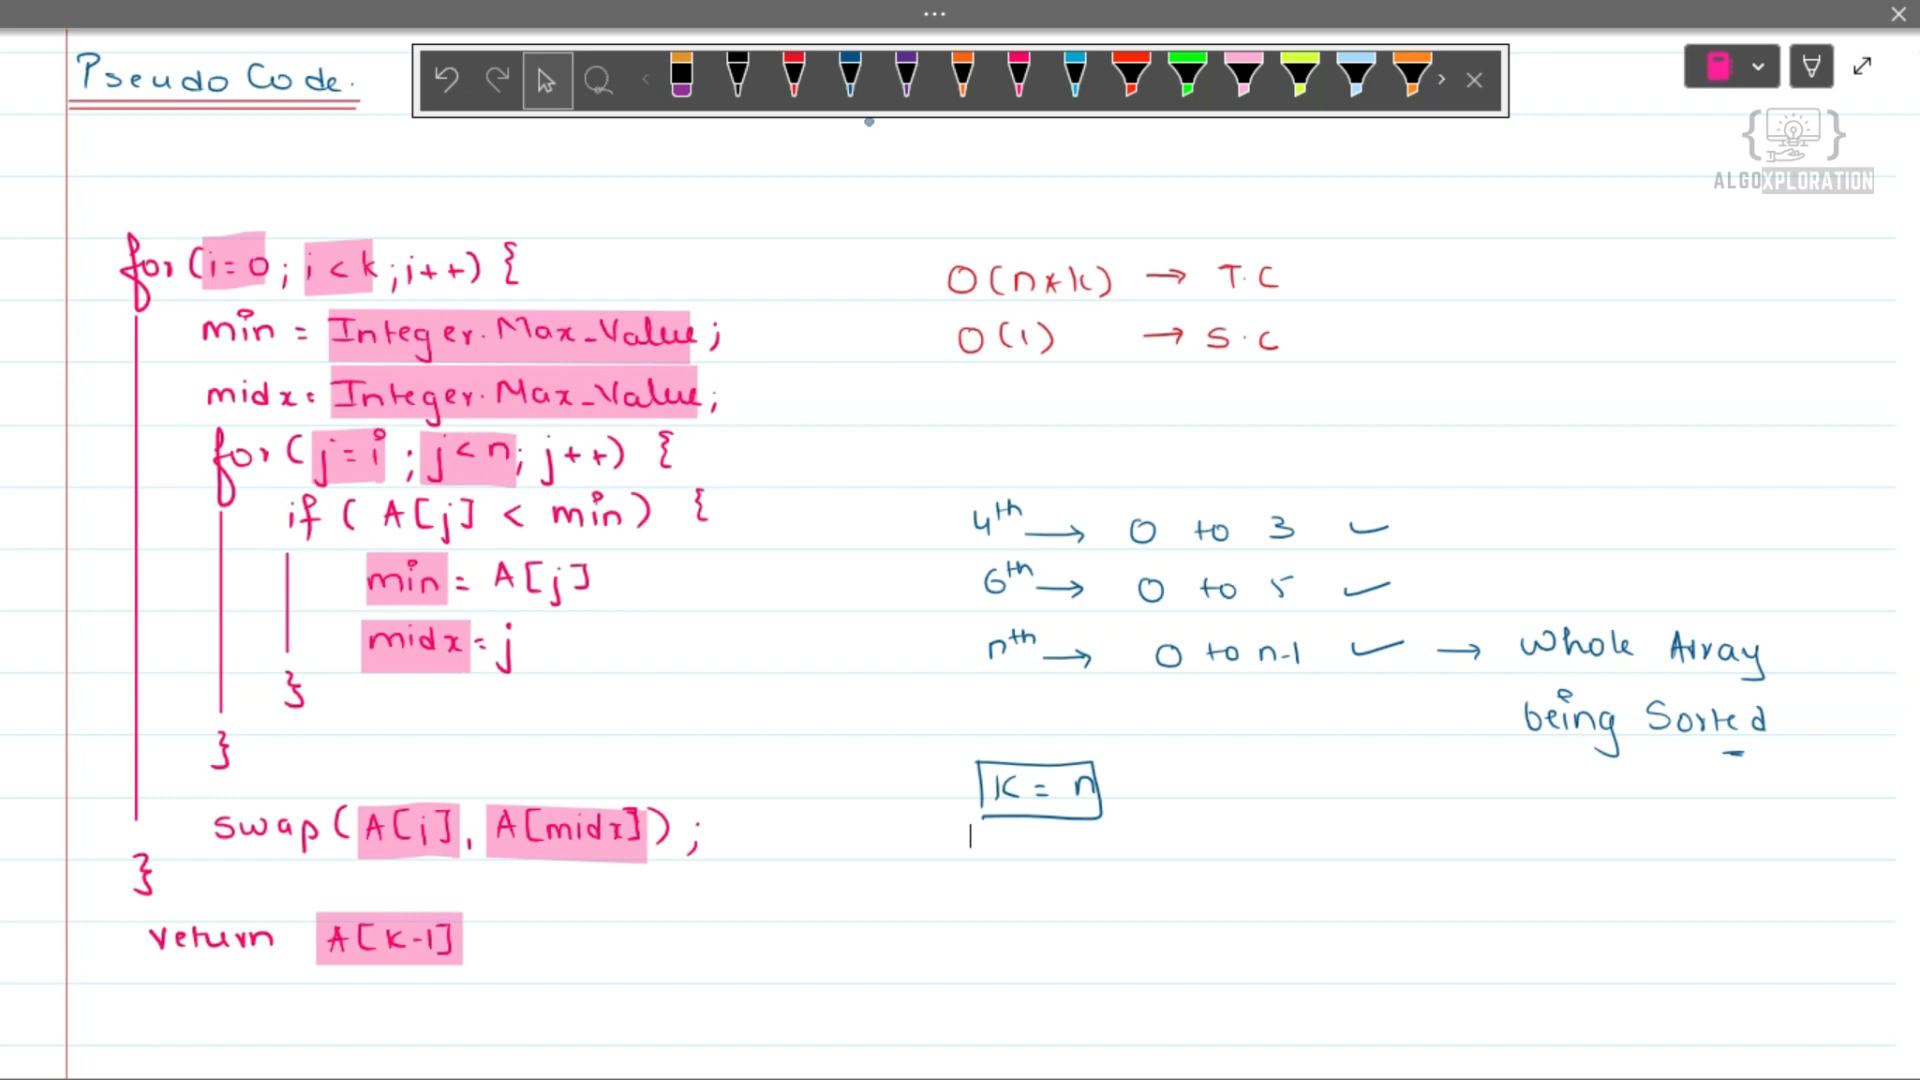 Pseudo Code.
ALGOXPLORATION
for (i=0; i<k; i++) {
min = Integer.Max_Value;
midx = Integer.Max_Value;
for (j=i; j<n; j++) {
if (A[j] < min) {
min = A[j]
midx = j
}
}
swap(A[i], A[midx]);
}
return A[k-1]
O(n*k) → T.C
O(1) → S.C
4th → 0 to 3 ✓
6th → 0 to 5 ✓
nth → 0 to n-1 ✓ → Whole Array
being Sorted
K = n